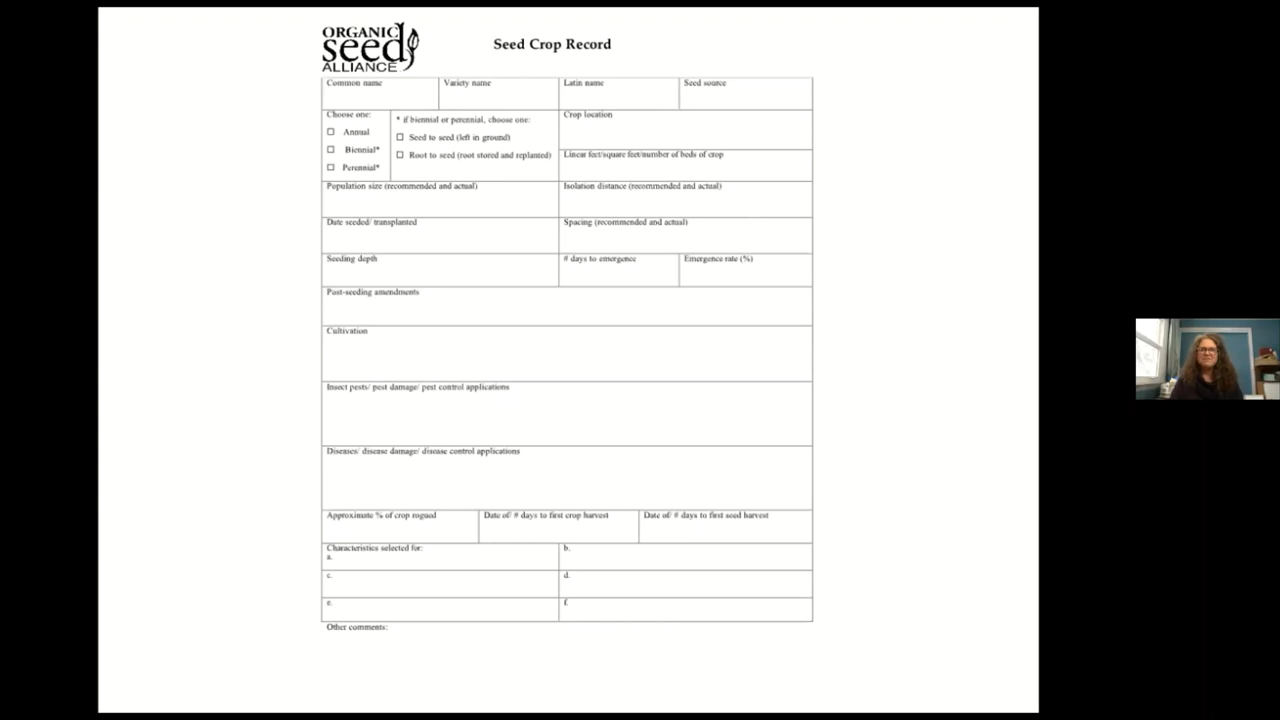 ORGANIC
seed
ALLIANCE
Seed Crop Record
Common name
Variety name
Latin name
Seed source
Choose one:
☐ Annual
☐ Biennial*
☐ Perennial*
* if biennial or perennial, choose one:
☐ Seed to seed (left in ground)
☐ Root to seed (root stored and replanted)
Crop location
Linear feet/square feet/number of beds of crop
Population size (recommended and actual)
Isolation distance (recommended and actual)
Date seeded/ transplanted
Spacing (recommended and actual)
Seeding depth
# days to emergence
Emergence rate (%)
Post-seeding amendments
Cultivation
Insect pests/ pest damage/ pest control applications
Diseases/ disease damage/ disease control applications
Approximate % of crop rogued
Date of/ # days to first crop harvest
Date of/ # days to first seed harvest
Characteristics selected for:
a.
b.
c.
d.
e.
f.
Other comments: